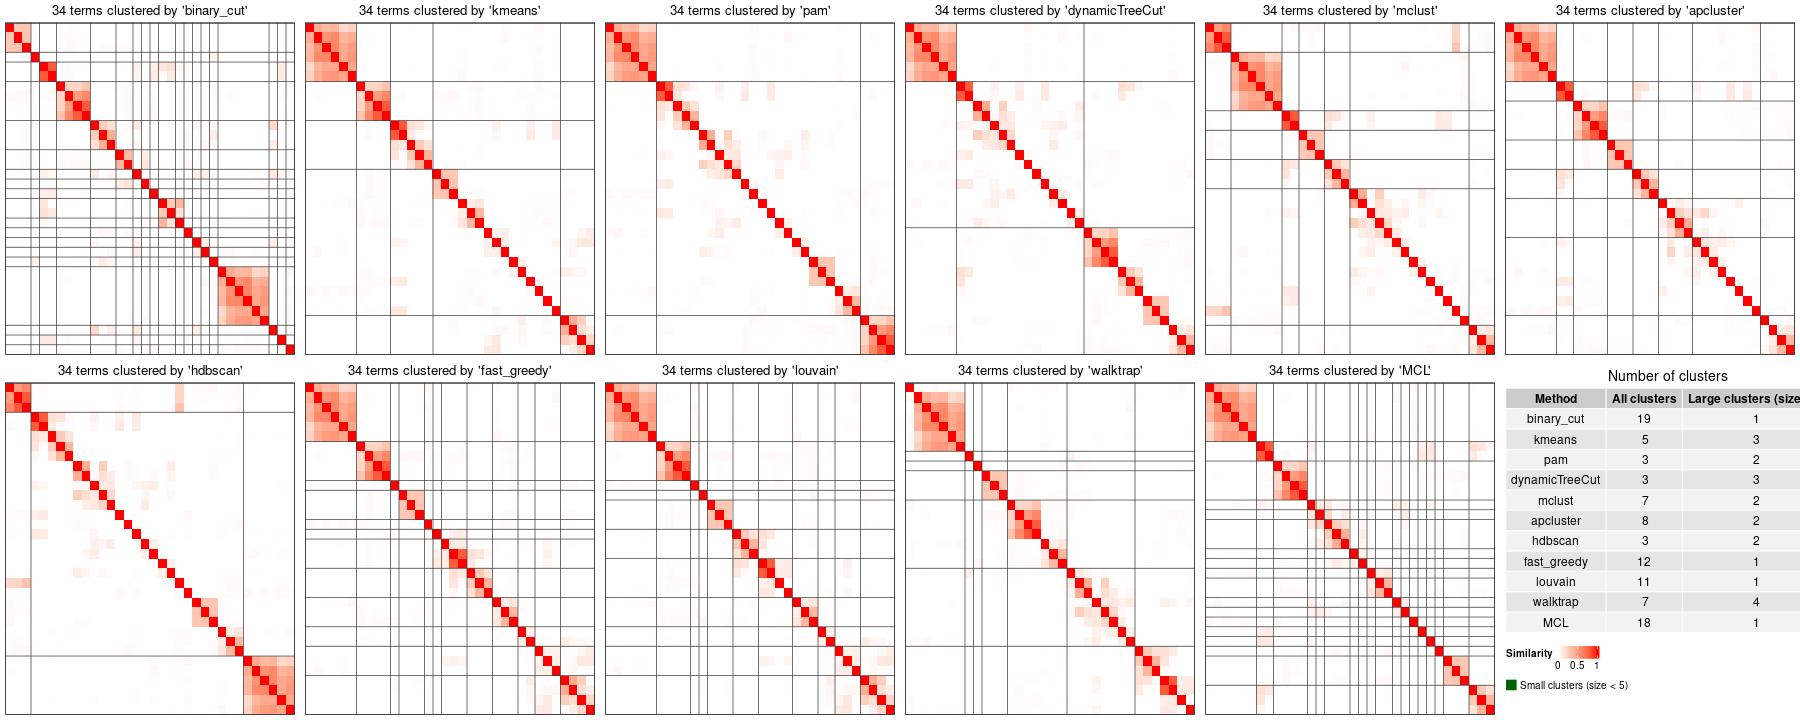 34 terms clustered by 'binary_cut'
34 terms clustered by 'kmeans'
34 terms clustered by 'pam'
34 terms clustered by 'dynamicTreeCut'
34 terms clustered by 'mclust'
34 terms clustered by 'apcluster'
34 terms clustered by 'hdbscan'
34 terms clustered by 'fast_greedy'
34 terms clustered by 'louvain'
34 terms clustered by 'walktrap'
34 terms clustered by 'MCL'
Number of clusters
Method All clusters Large clusters (size
binary_cut 19 1
kmeans 5 3
pam 3 2
dynamicTreeCut 3 3
mclust 7 2
apcluster 8 2
hdbscan 3 2
fast_greedy 12 1
louvain 11 1
walktrap 7 4
MCL 18 1
Similarity
0 0.5 1
Small clusters (size < 5)